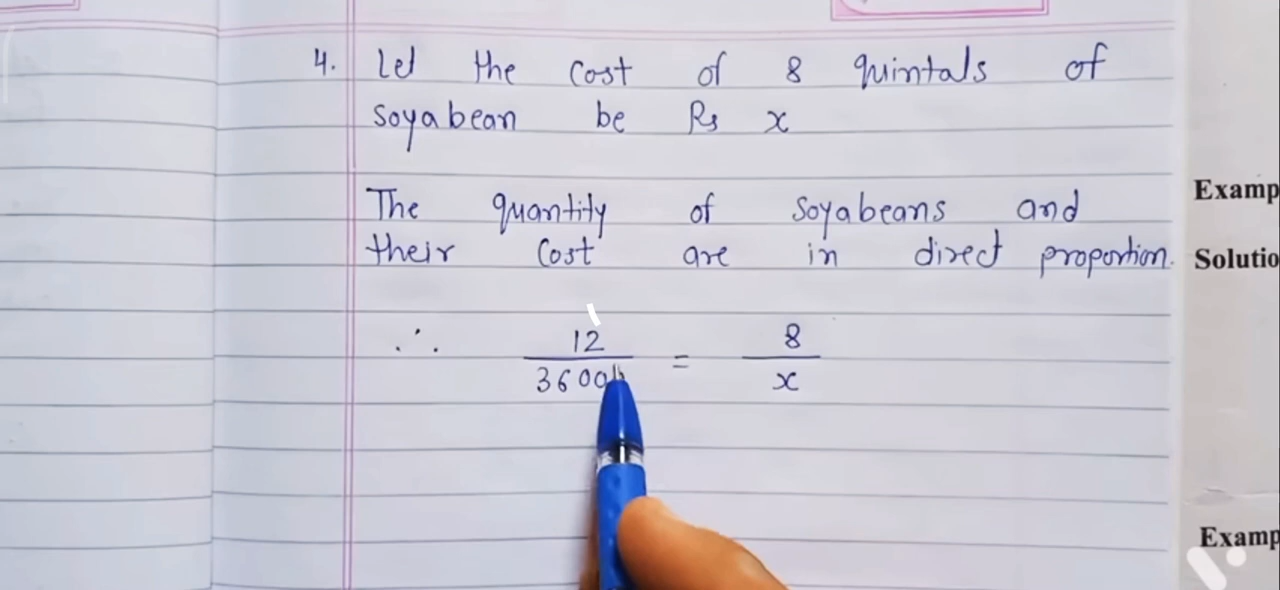 4. Let the cost of 8 quintals of
soyabean be Rs x
The quantity of soyabeans and
their cost are in direct proportion.
∴ 12/3600 = 8/x
Examp
Solutio
Examp